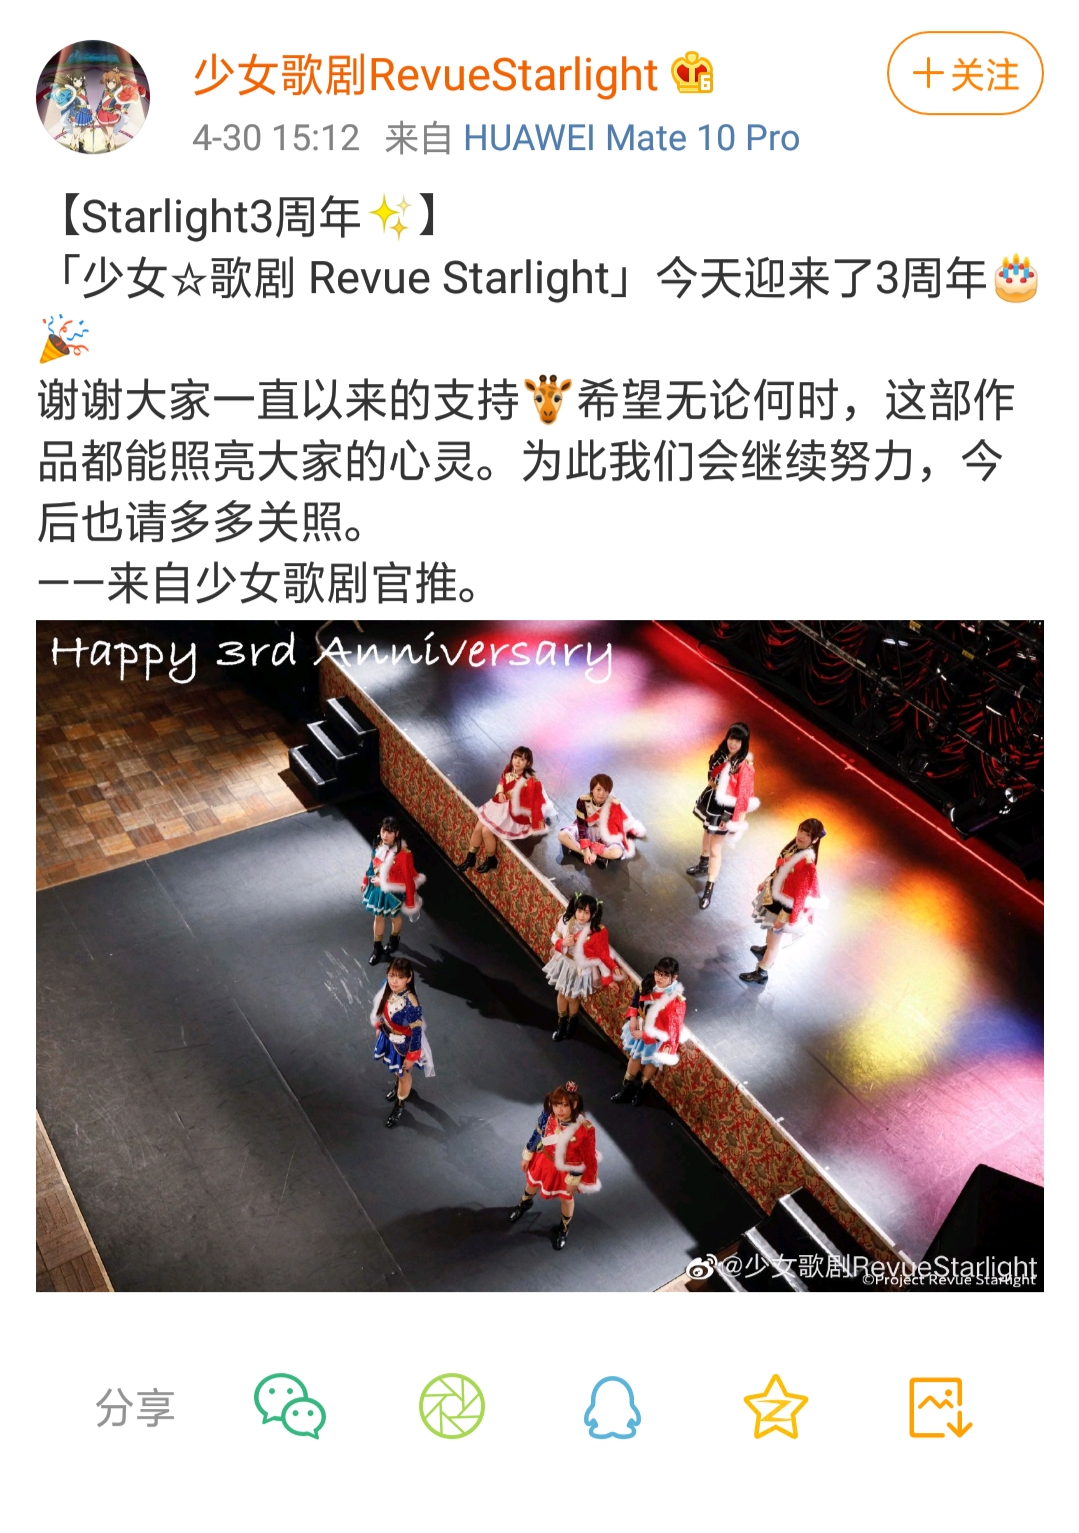 少女歌剧RevueStarlight
6
＋关注
4-30 15:12 来自 HUAWEI Mate 10 Pro
【Starlight3周年✨】
「少女☆歌剧 Revue Starlight」今天迎来了3周年🎂
🎉
谢谢大家一直以来的支持🦒希望无论何时，这部作
品都能照亮大家的心灵。为此我们会继续努力，今
后也请多多关照。
——来自少女歌剧官推。
Happy 3rd Anniversary
@少女歌剧RevueStarlight
©Project Revue Starlight
分享